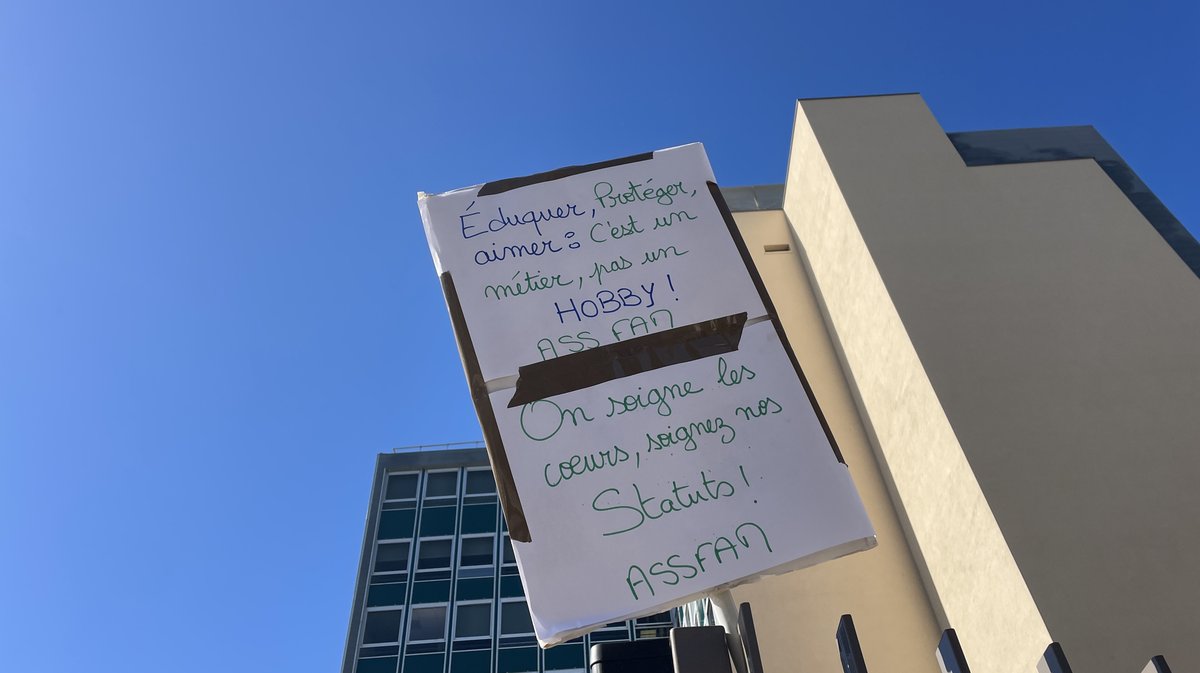 Éduquer, Protéger,
aimer : C'est un
métier, pas un
HOBBY !
ASS FAM
On soigne les
coeurs, soignez nos
Statuts !
ASSFAM